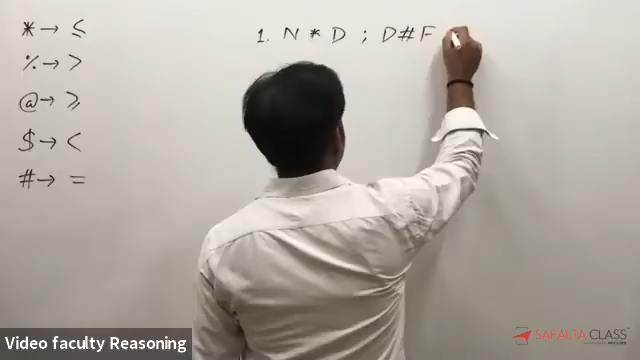 * → ≤
% → >
@ → ≥
$ → <
# → =
1. N * D ; D # F
Video faculty Reasoning
SAFALTA CLASS